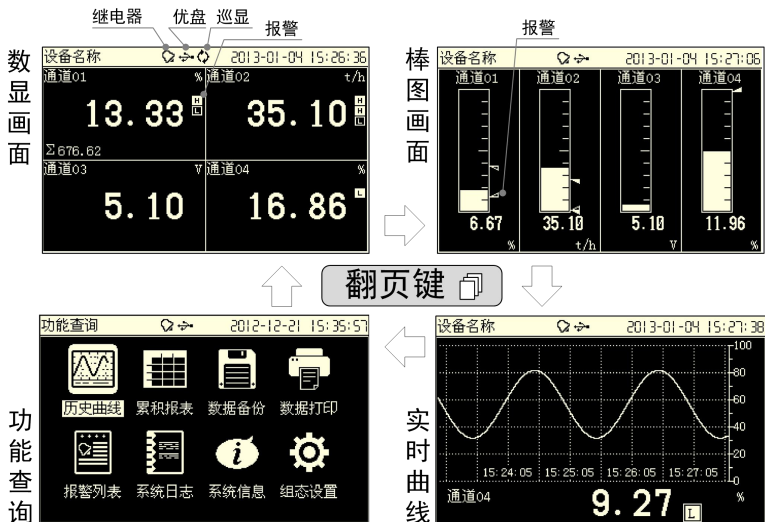 继电器 优盘 巡显 报警
数显画面
设备名称 2013-01-04 15:26:36
通道01 % 通道02 t/h
13.33 H L 35.10 H H L
Σ676.62
通道03 V 通道04 %
5.10 16.86 L
报警
棒图画面
设备名称 2013-01-04 15:27:06
通道01 通道02 通道03 通道04
6.67 35.10 5.10 11.96
% t/h V %
翻页键
功能查询
功能查询 2012-12-21 15:35:57
历史曲线 累积报表 数据备份 数据打印
报警列表 系统日志 系统信息 组态设置
实时曲线
设备名称 2013-01-04 15:27:38
100
80
60
40
20
0
15:24:05 15:25:05 15:26:05 15:27:05
通道04 %
9.27 L